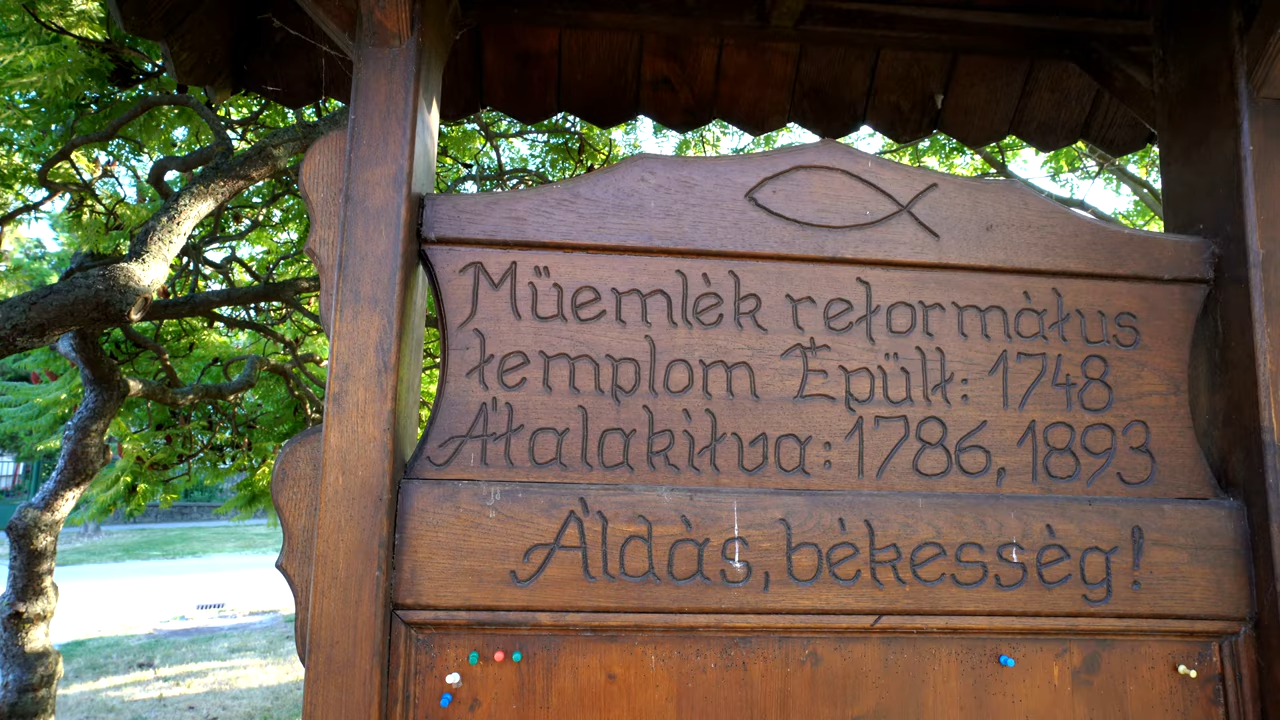 Műemlék református
templom Épült: 1748
Átalakítva: 1786, 1893
Áldás, békesség!